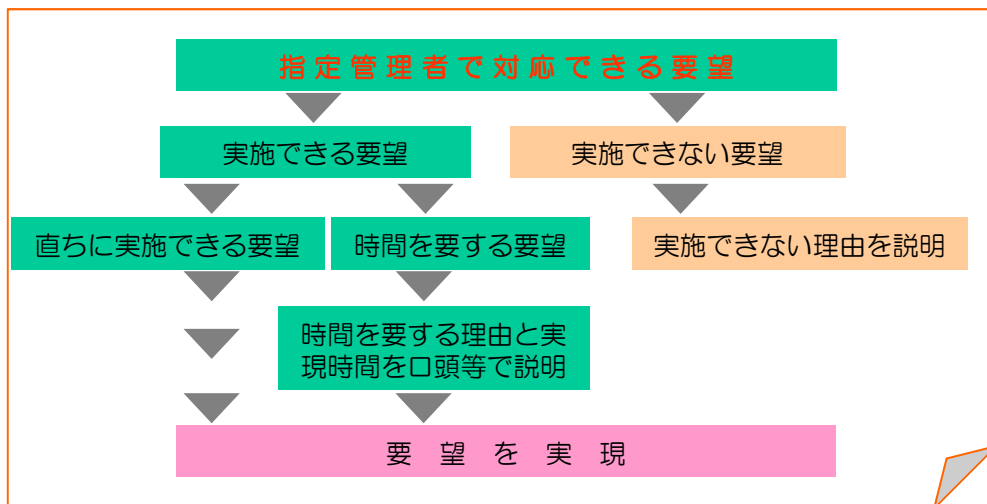 指定管理者で対応できる要望
実施できる要望
実施できない要望
直ちに実施できる要望
時間を要する要望
実施できない理由を説明
時間を要する理由と実
現時間を口頭等で説明
要望を実現